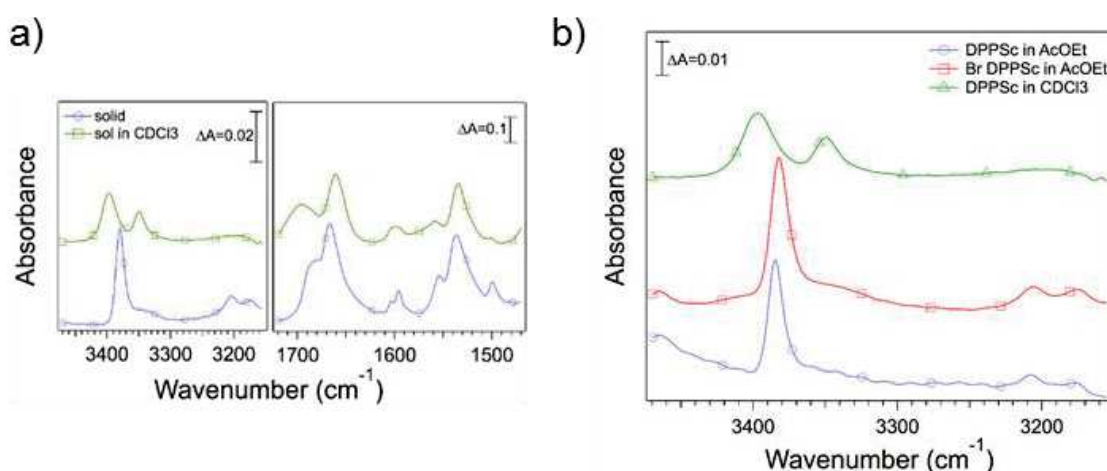 a)
solid
sol in CDCl3
ΔA=0.02
ΔA=0.1
Absorbance
3400 3300 3200
1700 1600 1500
Wavenumber (cm⁻¹)
b)
ΔA=0.01
DPPSc in AcOEt
Br DPPSc in AcOEt
DPPSc in CDCl3
Absorbance
3400 3300 3200
Wavenumber (cm⁻¹)